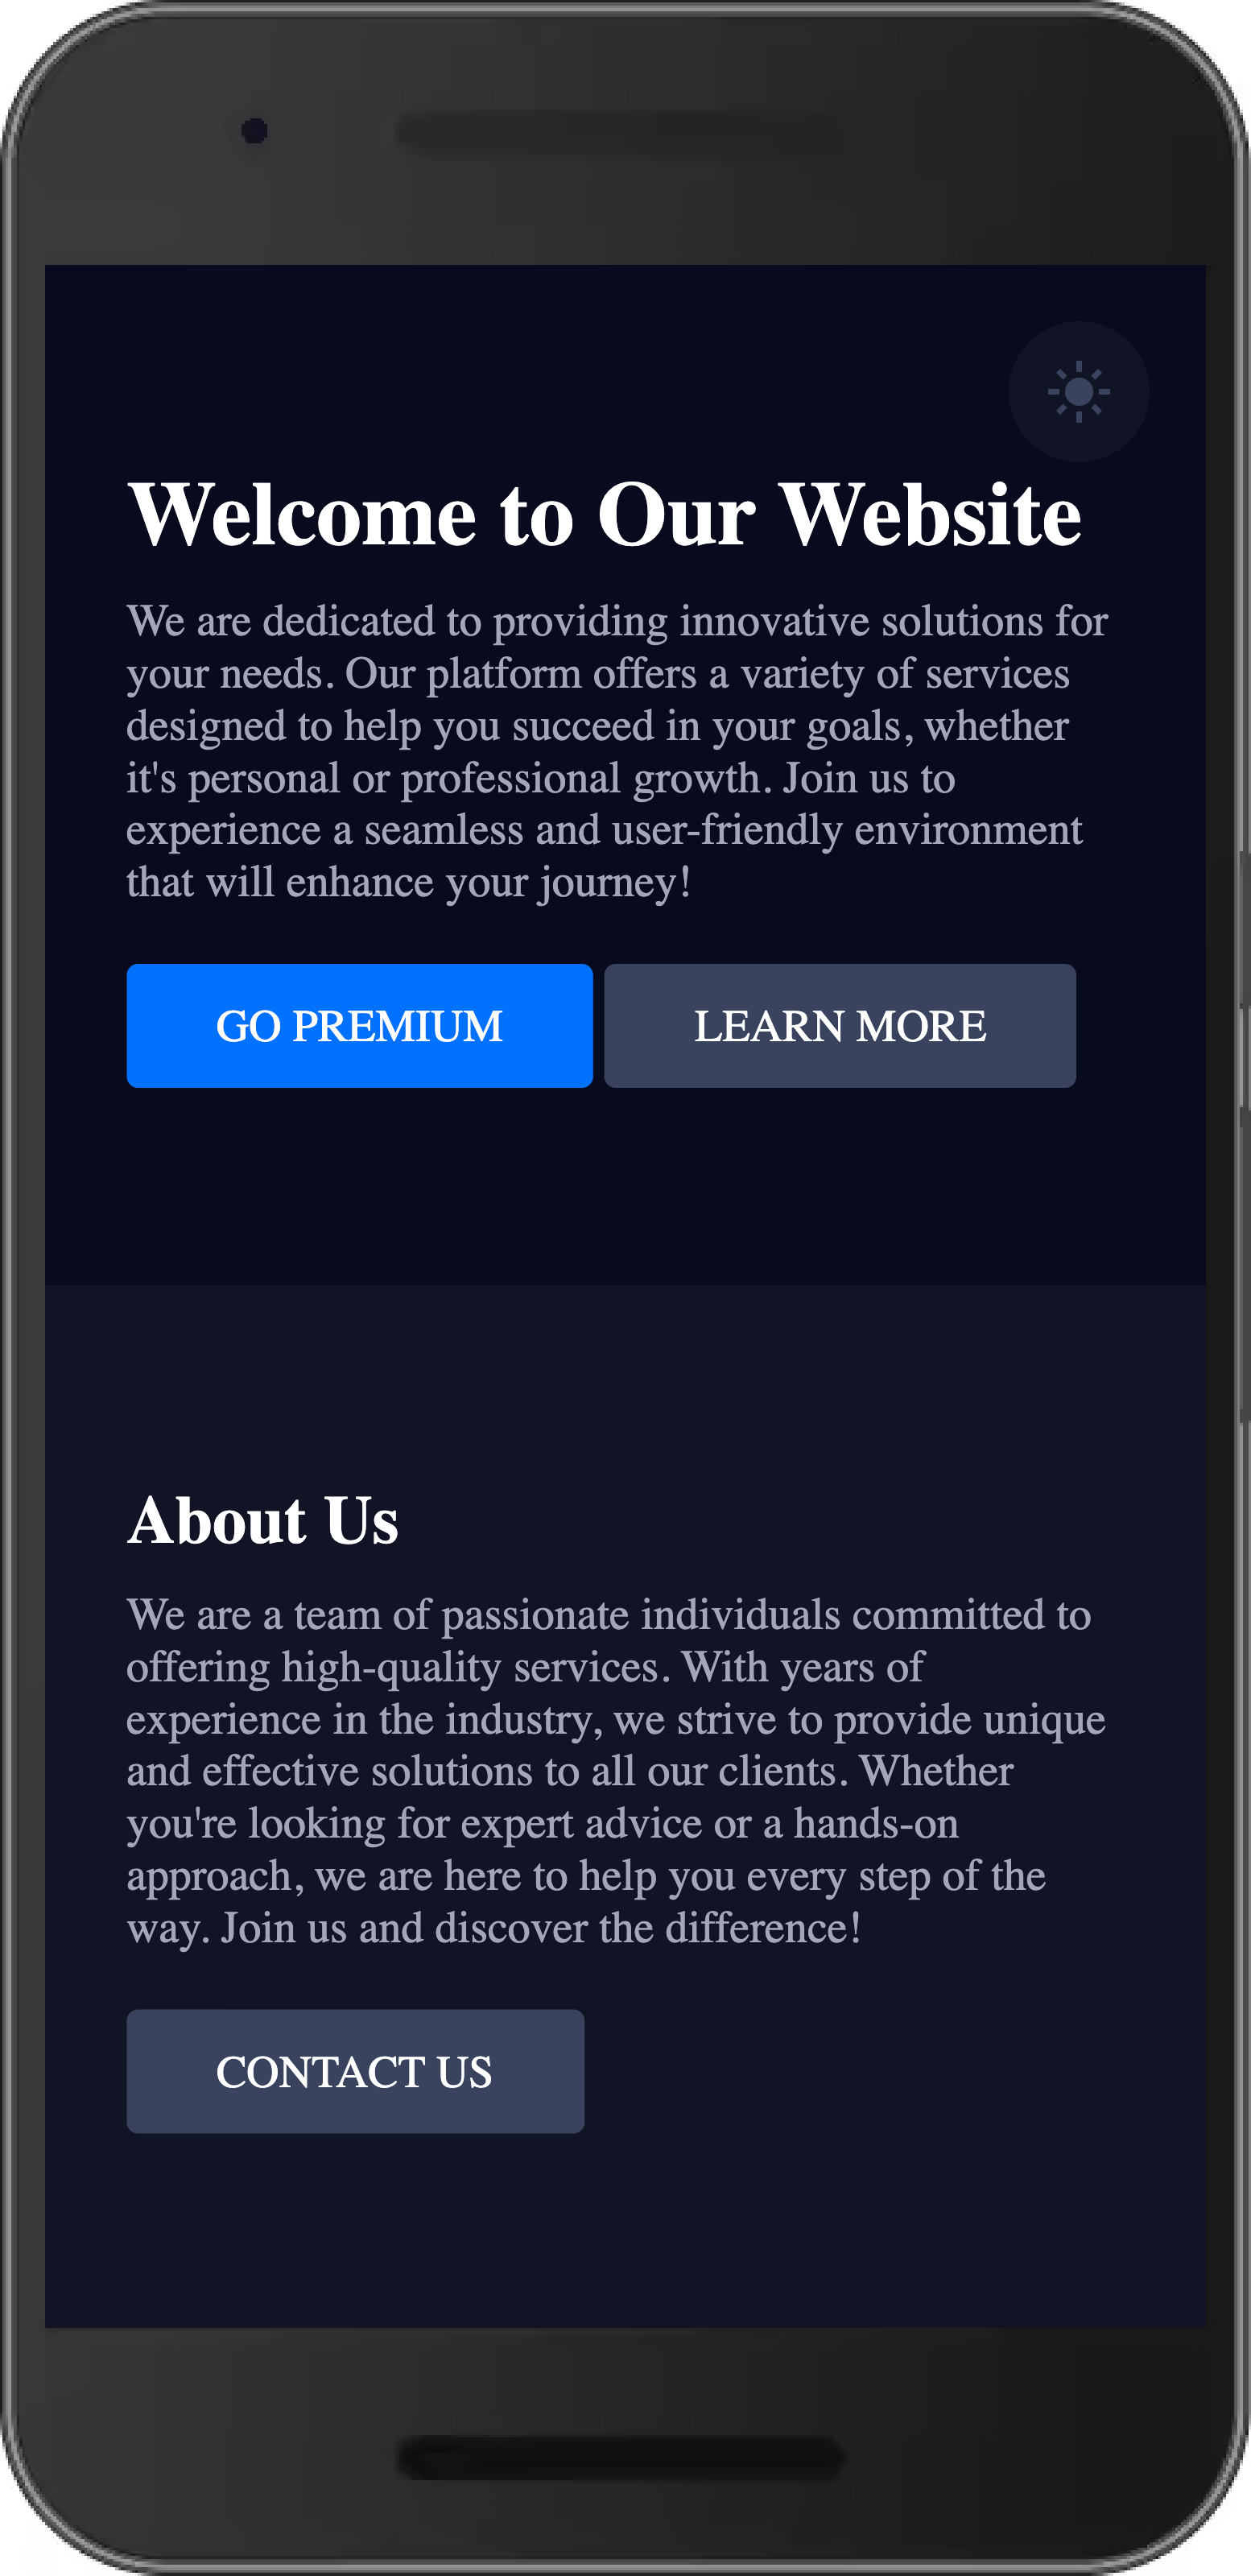 Welcome to Our Website
We are dedicated to providing innovative solutions for
your needs. Our platform offers a variety of services
designed to help you succeed in your goals, whether
it's personal or professional growth. Join us to
experience a seamless and user-friendly environment
that will enhance your journey!
GO PREMIUM LEARN MORE
About Us
We are a team of passionate individuals committed to
offering high-quality services. With years of
experience in the industry, we strive to provide unique
and effective solutions to all our clients. Whether
you're looking for expert advice or a hands-on
approach, we are here to help you every step of the
way. Join us and discover the difference!
CONTACT US